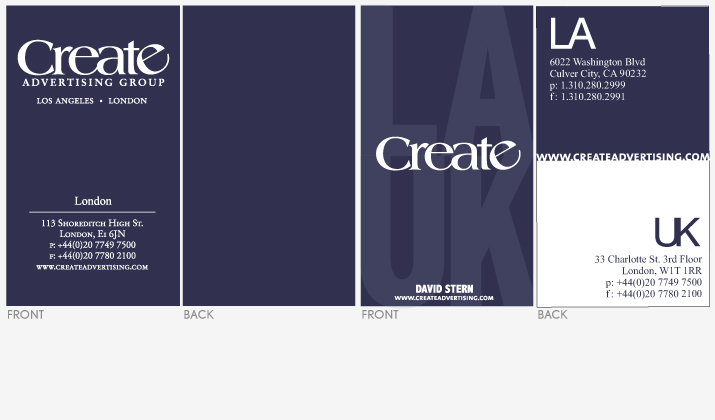 Create
ADVERTISING GROUP
LOS ANGELES • LONDON
London
113 SHOREDITCH HIGH ST.
LONDON, E1 6JN
P: +44(0)20 7749 7500
F: +44(0)20 7780 2100
WWW.CREATEADVERTISING.COM
FRONT
BACK
LA
UK
Create
DAVID STERN
WWW.CREATEADVERTISING.COM
FRONT
LA
6022 Washington Blvd
Culver City, CA 90232
p: 1.310.280.2999
f: 1.310.280.2991
WWW.CREATEADVERTISING.COM
UK
33 Charlotte St. 3rd Floor
London, W1T 1RR
p: +44(0)20 7749 7500
f: +44(0)20 7780 2100
BACK